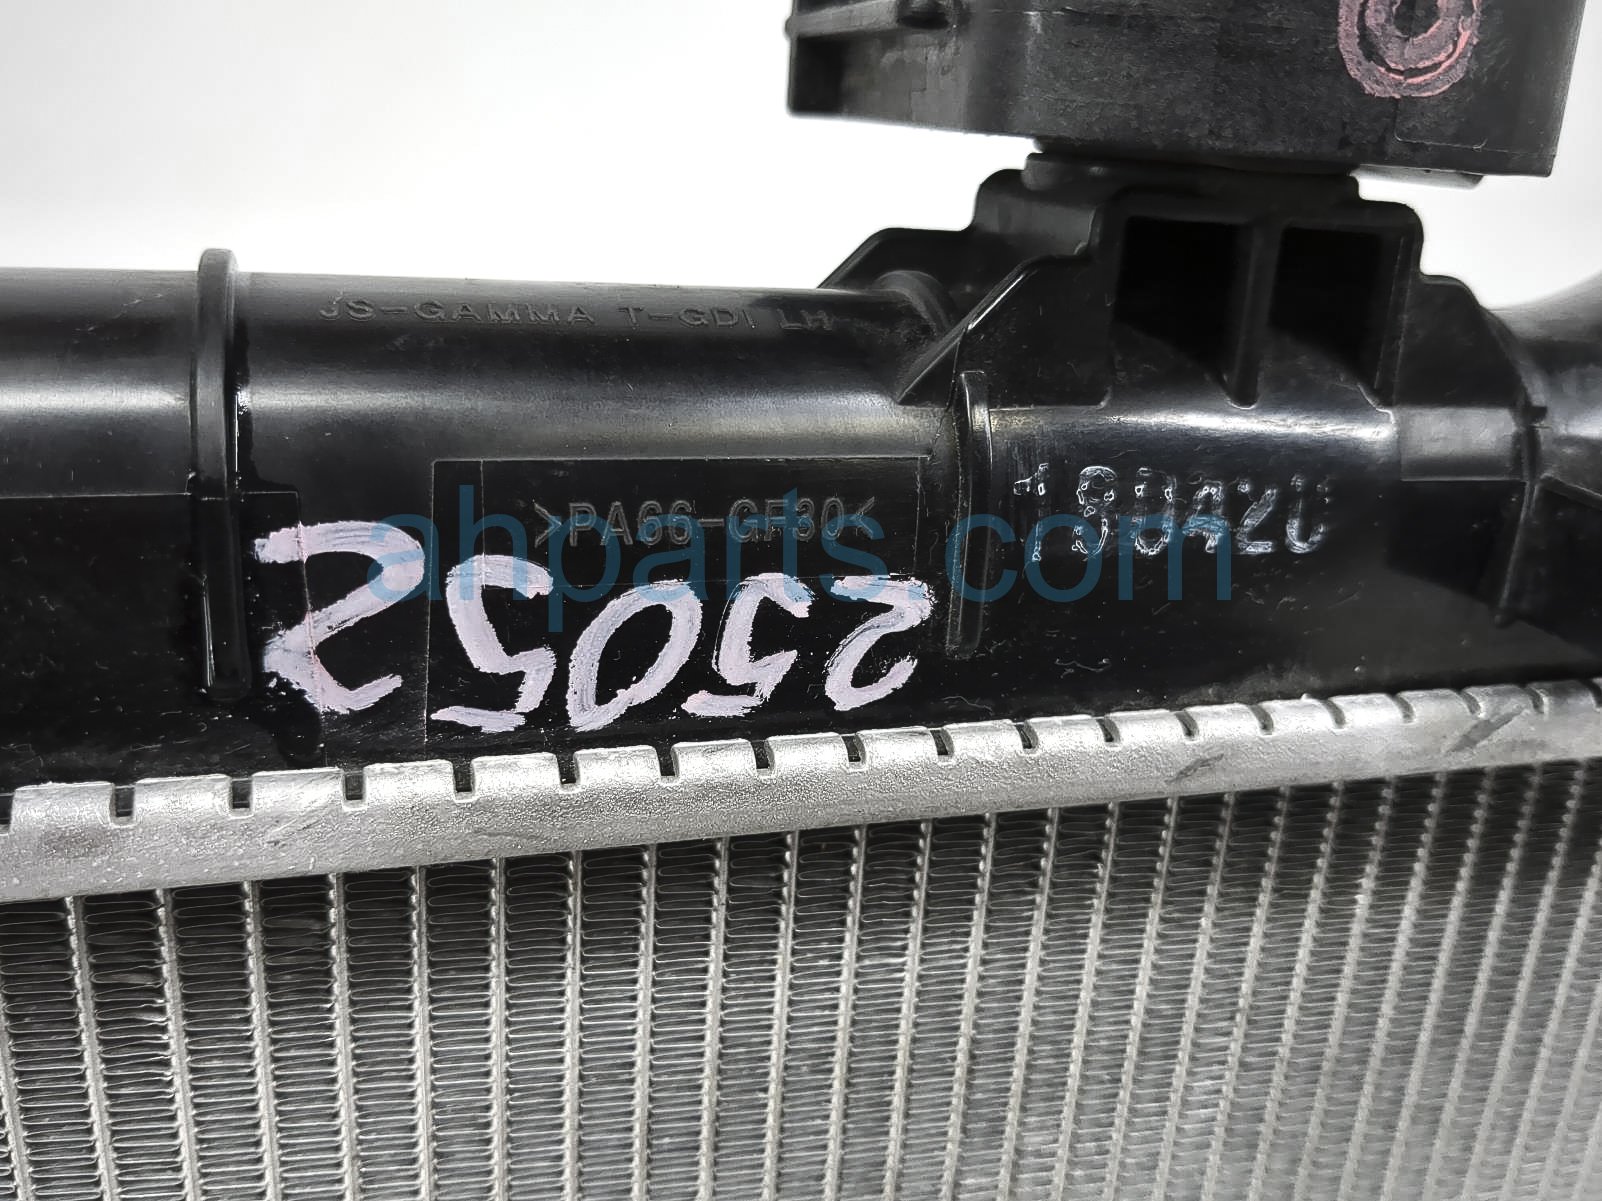 JS-GAMMA T-GDI LH
>PA66-GF30<
ahparts.com
25052